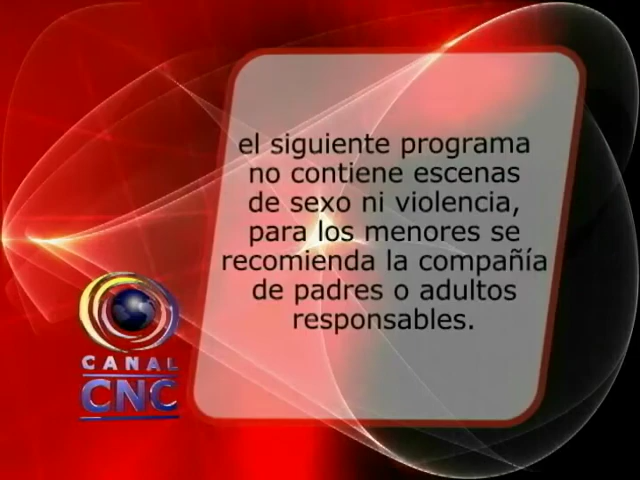 el siguiente programa
no contiene escenas
de sexo ni violencia,
para los menores se
recomienda la compañía
de padres o adultos
responsables.
CANAL
CNC